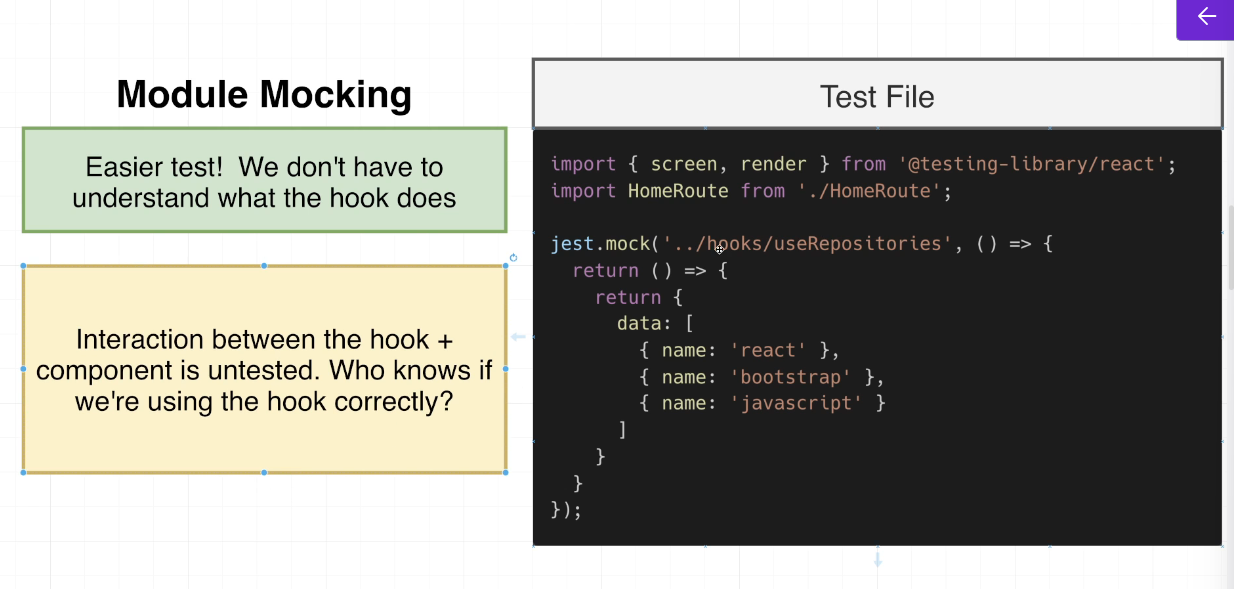 Module Mocking
Easier test!  We don't have to
understand what the hook does
Interaction between the hook +
component is untested. Who knows if
we're using the hook correctly?
Test File
import { screen, render } from '@testing-library/react';
import HomeRoute from './HomeRoute';

jest.mock('../hooks/useRepositories', () => {
  return () => {
    return {
      data: [
        { name: 'react' },
        { name: 'bootstrap' },
        { name: 'javascript' }
      ]
    }
  }
});